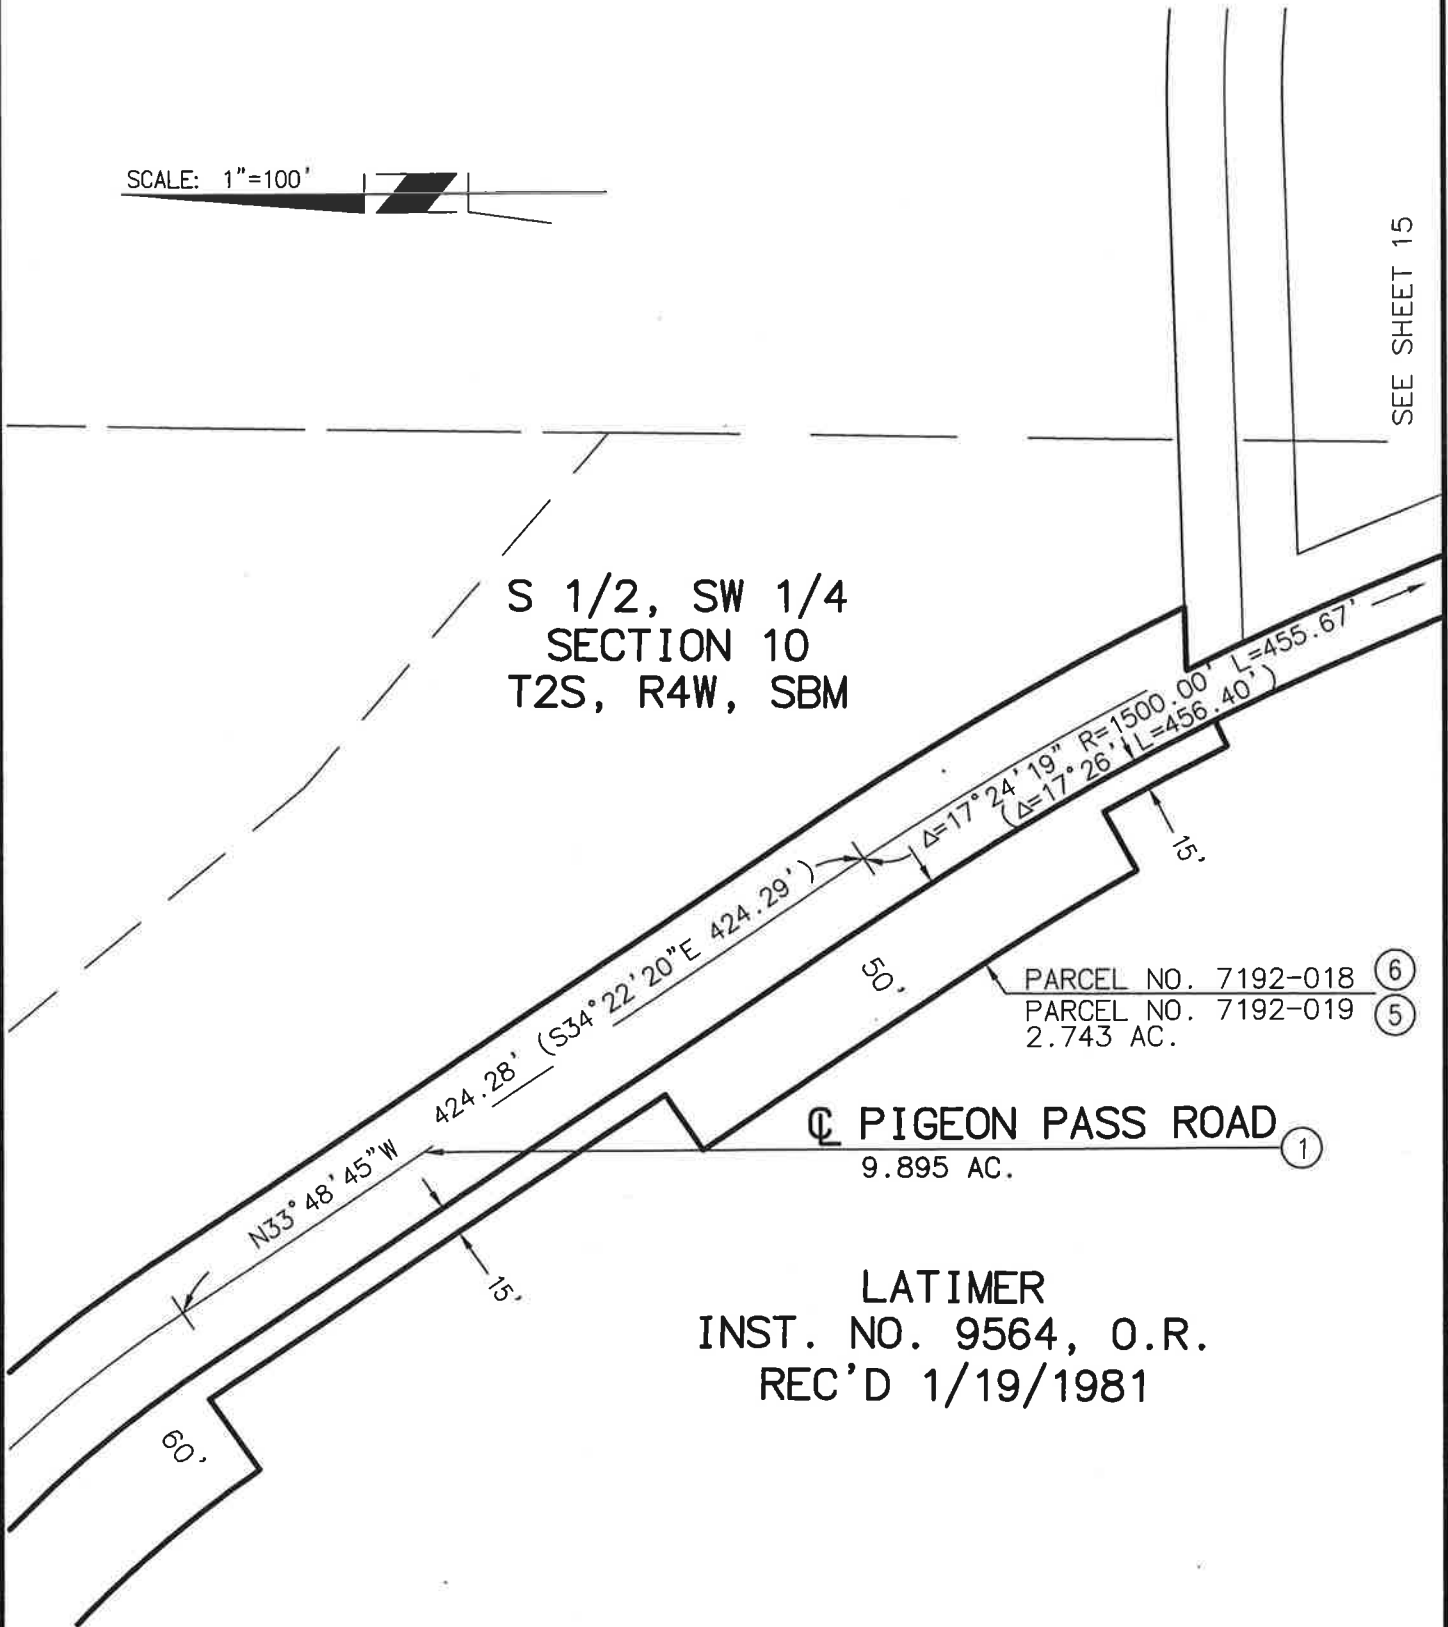 SCALE: 1"=100'
SEE SHEET 15
S 1/2, SW 1/4
SECTION 10
T2S, R4W, SBM
Δ=17°24'19" R=1500.00' L=455.67'
(Δ=17°26' L=456.40')
15'
N33°48'45"W 424.28' (S34°22'20"E 424.29')
50'
PARCEL NO. 7192-018 6
PARCEL NO. 7192-019 5
2.743 AC.
℄ PIGEON PASS ROAD 1
9.895 AC.
15'
LATIMER
INST. NO. 9564, O.R.
REC'D 1/19/1981
60'